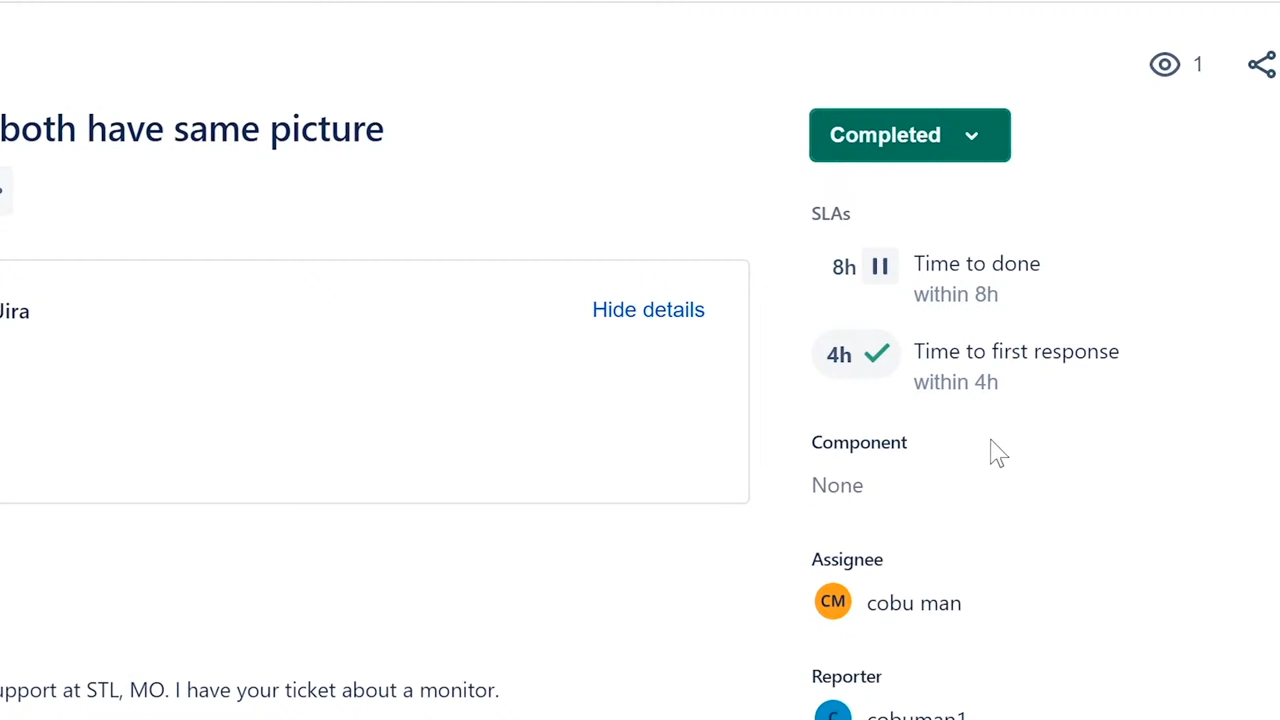 1
both have same picture
Completed
SLAs
8h Time to done
within 8h
Jira
Hide details
4h Time to first response
within 4h
Component
None
Assignee
CM cobu man
upport at STL, MO. I have your ticket about a monitor.
Reporter
C cobuman1